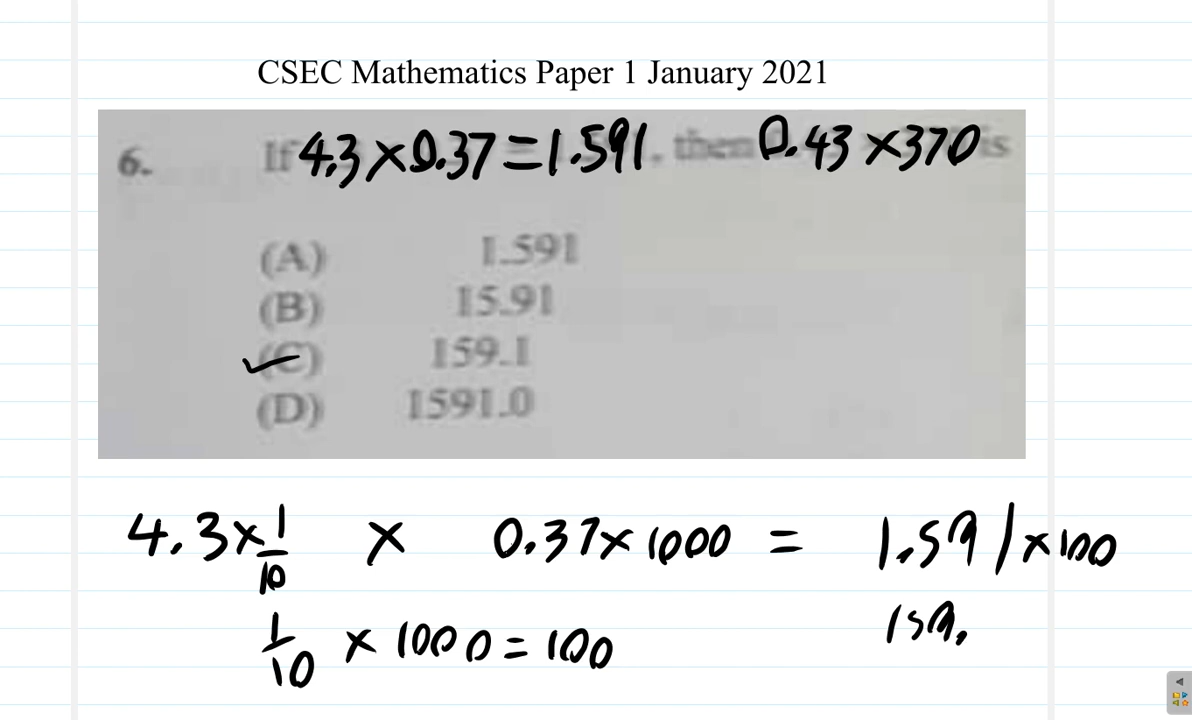 CSEC Mathematics Paper 1 January 2021
6. If 4.3 × 0.37 = 1.591. then 0.43 × 370 is
(A) 1.591
(B) 15.91
(C) 159.1
(D) 1591.0
4.3 × 1/10 × 0.37 × 1000 = 1.591 × 100
1/10 × 1000 = 100 159.